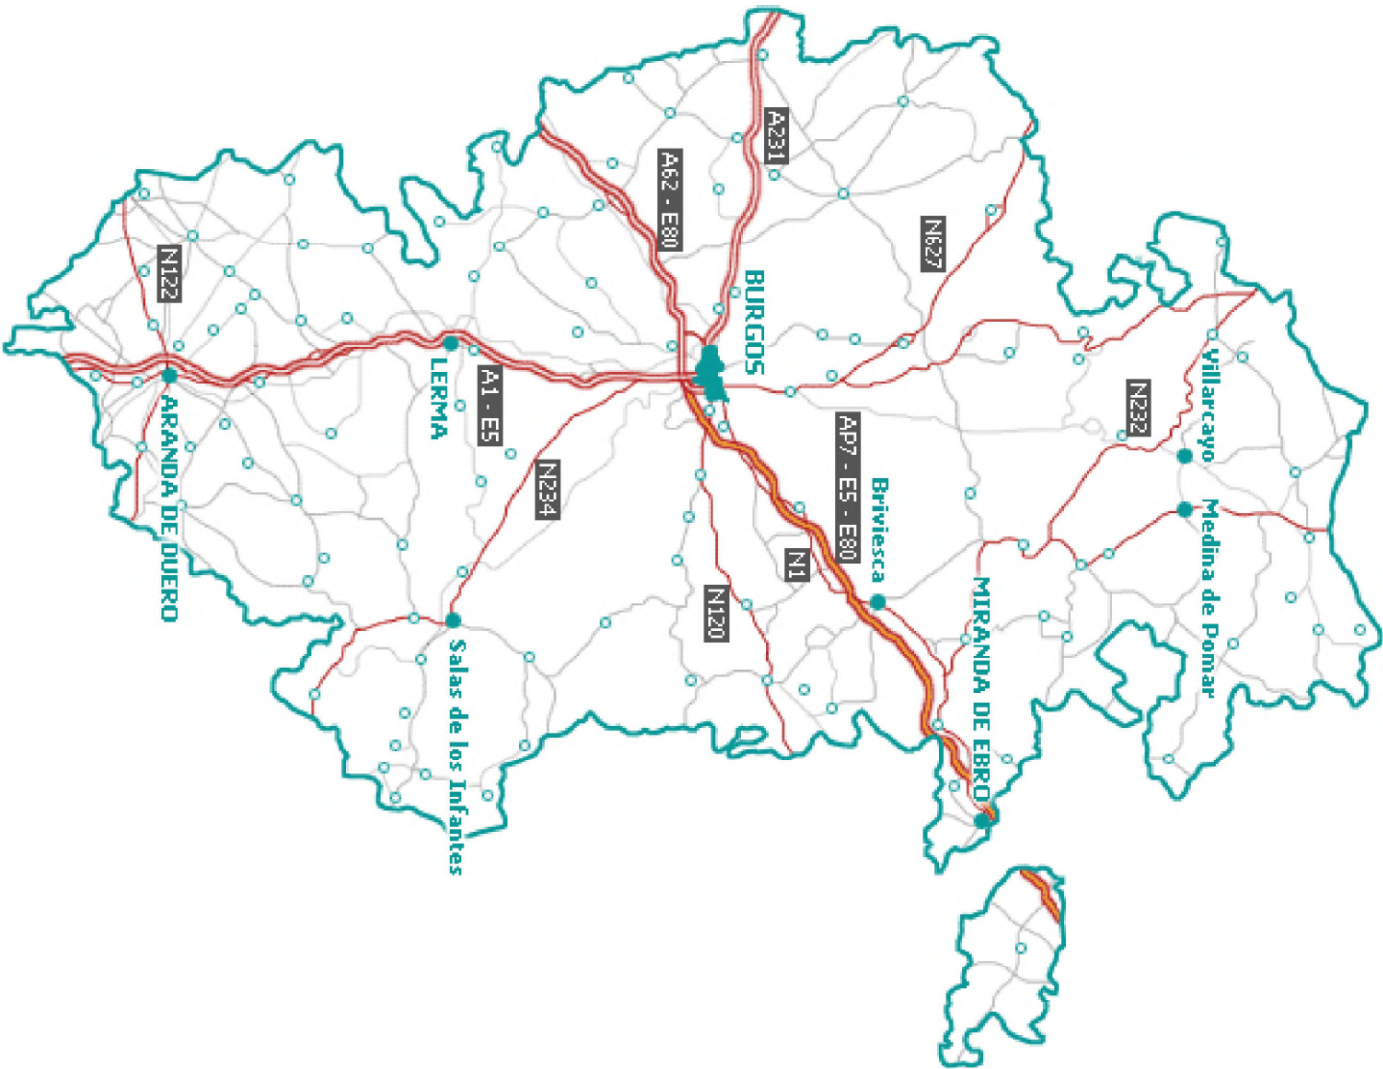 Villarcayo
Medina de Pomar
N232
N627
MIRANDA DE EBRO
Briviesca
AP7 - E5 - E80
N1
A231
BURGOS
N120
A62 - E80
N234
A1 - E5
LERMA
Salas de los Infantes
N122
ARANDA DE DUERO